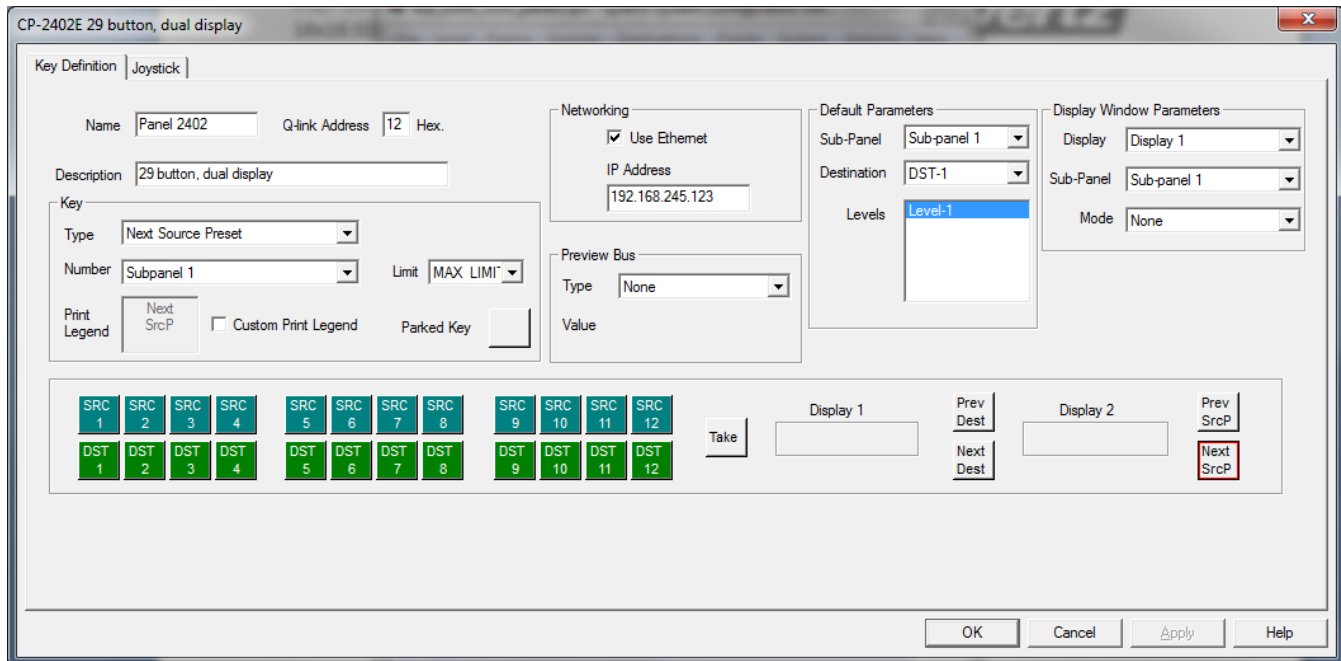 CP-2402E 29 button, dual display
Key Definition
Joystick
Name
Panel 2402
Q-link Address
12
Hex.
Description
29 button, dual display
Key
Type
Next Source Preset
Number
Subpanel 1
Limit
MAX LIMIT
Print
Legend
Next
SrcP
Custom Print Legend
Parked Key
Networking
Use Ethernet
IP Address
192.168.245.123
Preview Bus
Type
None
Value
Default Parameters
Sub-Panel
Sub-panel 1
Destination
DST-1
Levels
Level-1
Display Window Parameters
Display
Display 1
Sub-Panel
Sub-panel 1
Mode
None
SRC
1
SRC
2
SRC
3
SRC
4
SRC
5
SRC
6
SRC
7
SRC
8
SRC
9
SRC
10
SRC
11
SRC
12
DST
1
DST
2
DST
3
DST
4
DST
5
DST
6
DST
7
DST
8
DST
9
DST
10
DST
11
DST
12
Take
Display 1
Prev
Dest
Next
Dest
Display 2
Prev
SrcP
Next
SrcP
OK
Cancel
Apply
Help